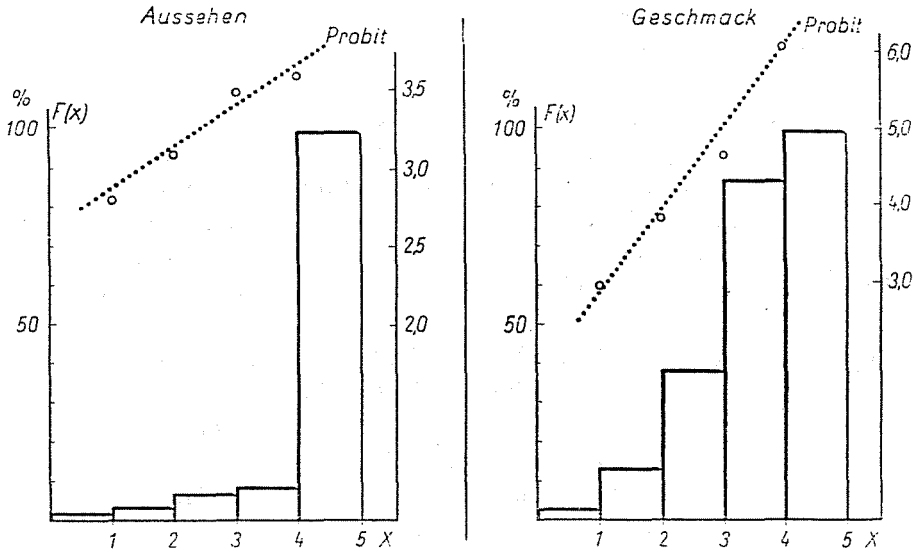 Aussehen
Probit
% F(x)
100
50
3,5
3,0
2,5
2,0
1 2 3 4 5 X
Geschmack
Probit
% F(x)
100
50
6,0
5,0
4,0
3,0
1 2 3 4 5 X